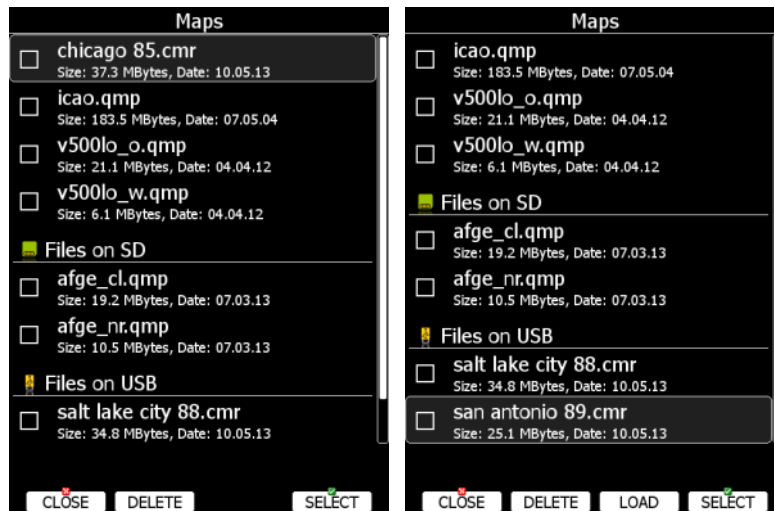 Maps
chicago 85.cmr
Size: 37.3 MBytes, Date: 10.05.13
icao.qmp
Size: 183.5 MBytes, Date: 07.05.04
v500lo_o.qmp
Size: 21.1 MBytes, Date: 04.04.12
v500lo_w.qmp
Size: 6.1 MBytes, Date: 04.04.12
Files on SD
afge_cl.qmp
Size: 19.2 MBytes, Date: 07.03.13
afge_nr.qmp
Size: 10.5 MBytes, Date: 07.03.13
Files on USB
salt lake city 88.cmr
Size: 34.8 MBytes, Date: 10.05.13
CLOSE DELETE SELECT
Maps
icao.qmp
Size: 183.5 MBytes, Date: 07.05.04
v500lo_o.qmp
Size: 21.1 MBytes, Date: 04.04.12
v500lo_w.qmp
Size: 6.1 MBytes, Date: 04.04.12
Files on SD
afge_cl.qmp
Size: 19.2 MBytes, Date: 07.03.13
afge_nr.qmp
Size: 10.5 MBytes, Date: 07.03.13
Files on USB
salt lake city 88.cmr
Size: 34.8 MBytes, Date: 10.05.13
san antonio 89.cmr
Size: 25.1 MBytes, Date: 10.05.13
CLOSE DELETE LOAD SELECT